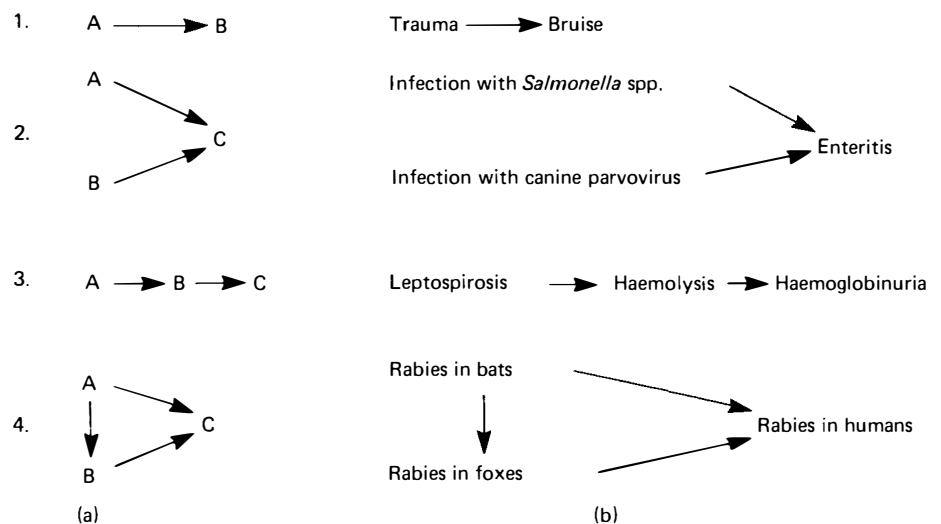 1. A B Trauma Bruise
A Infection with Salmonella spp.
2. C Enteritis
B Infection with canine parvovirus
3. A B C Leptospirosis Haemolysis Haemoglobinuria
A Rabies in bats
4. C Rabies in humans
B Rabies in foxes
(a) (b)